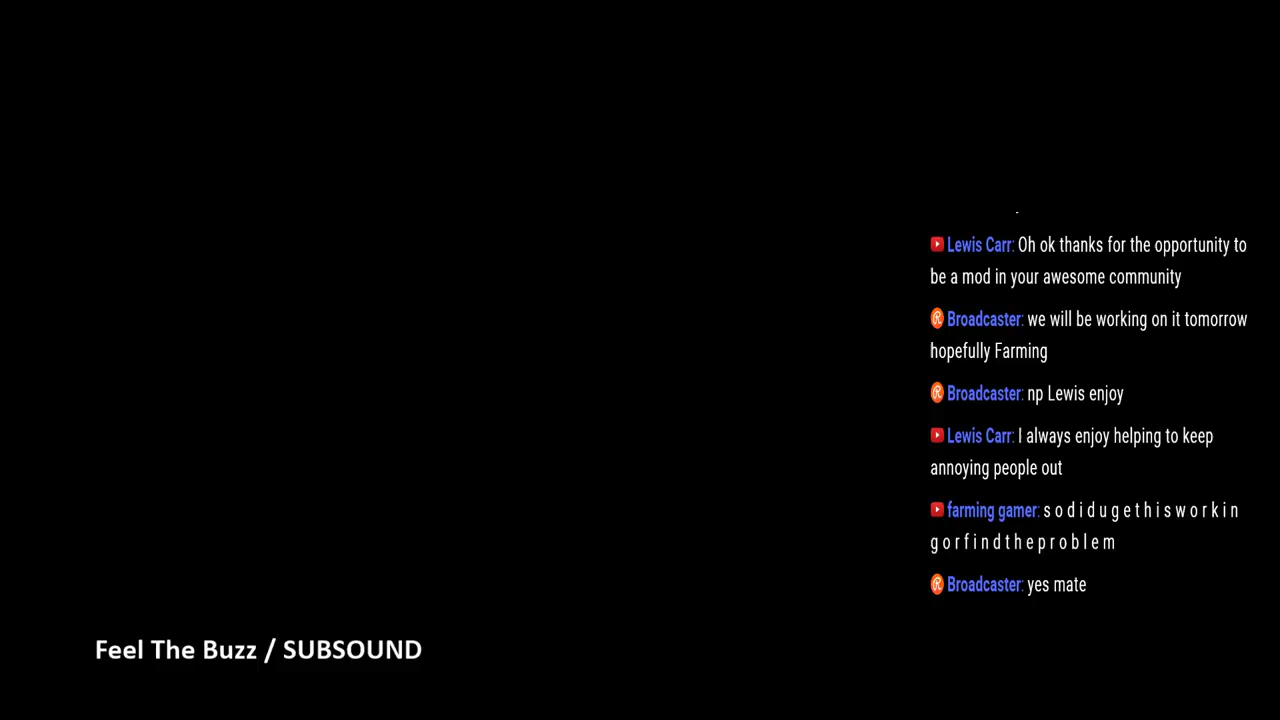 Lewis Carr: Oh ok thanks for the opportunity to
be a mod in your awesome community
Broadcaster: we will be working on it tomorrow
hopefully Farming
Broadcaster: np Lewis enjoy
Lewis Carr: I always enjoy helping to keep
annoying people out
farming gamer: s o d i d u g e t h i s w o r k i n
g o r f i n d t h e p r o b l e m
Broadcaster: yes mate
Feel The Buzz / SUBSOUND